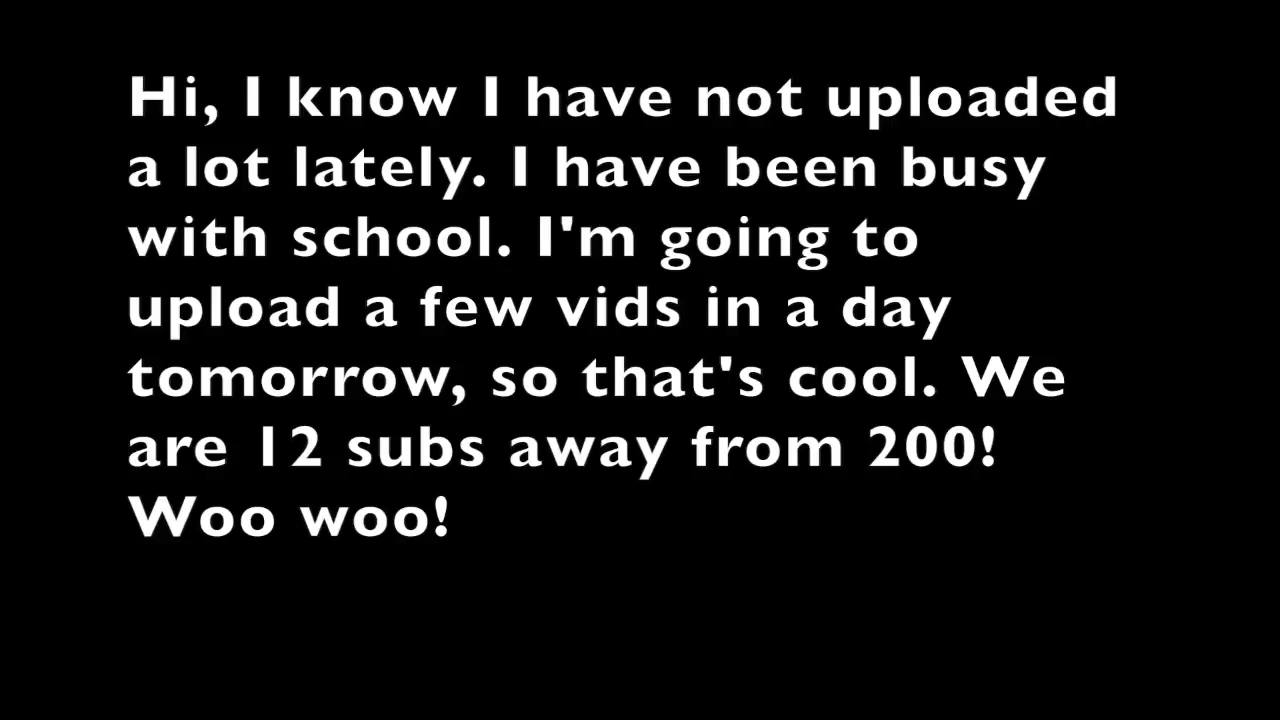 Hi, I know I have not uploaded
a lot lately. I have been busy
with school. I'm going to
upload a few vids in a day
tomorrow, so that's cool. We
are 12 subs away from 200!
Woo woo!